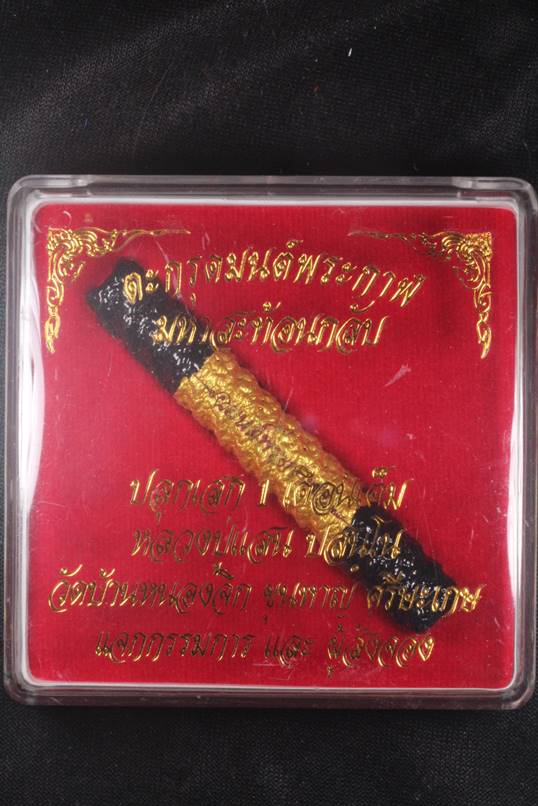 ตะกรุดมนต์พระกาฬ
มหาสะท้อนกลับ
ปลุกเสก 1 เดือนเต็ม
หลวงปู่แสน ปสนฺโน
วัดบ้านหนองจิก ขุนหาญ ศรีษะเกษ
แจกกรรมการ และ ผู้สั่งจอง